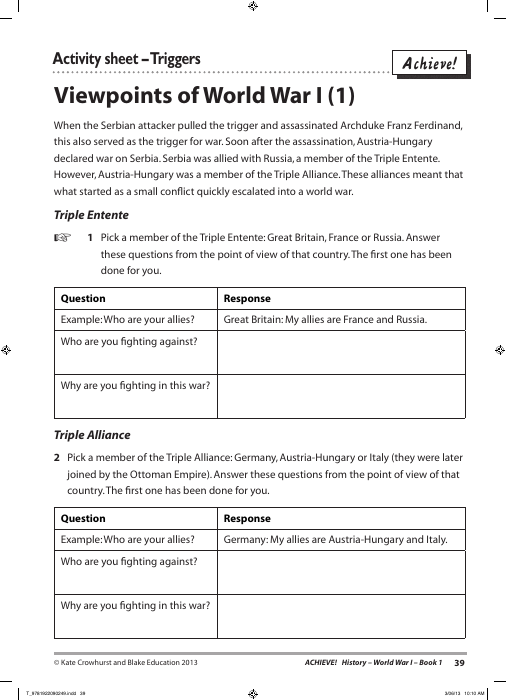 Activity sheet – Triggers
Achieve!
Viewpoints of World War I (1)
When the Serbian attacker pulled the trigger and assassinated Archduke Franz Ferdinand,
this also served as the trigger for war. Soon after the assassination, Austria-Hungary
declared war on Serbia. Serbia was allied with Russia, a member of the Triple Entente.
However, Austria-Hungary was a member of the Triple Alliance. These alliances meant that
what started as a small conflict quickly escalated into a world war.
Triple Entente
1 Pick a member of the Triple Entente: Great Britain, France or Russia. Answer
these questions from the point of view of that country. The first one has been
done for you.
Question Response
Example: Who are your allies? Great Britain: My allies are France and Russia.
Who are you fighting against?
Why are you fighting in this war?
Triple Alliance
2 Pick a member of the Triple Alliance: Germany, Austria-Hungary or Italy (they were later
joined by the Ottoman Empire). Answer these questions from the point of view of that
country. The first one has been done for you.
Question Response
Example: Who are your allies? Germany: My allies are Austria-Hungary and Italy.
Who are you fighting against?
Why are you fighting in this war?
© Kate Crowhurst and Blake Education 2013 ACHIEVE! History – World War I – Book 1 39
3/06/13 10:10 AM